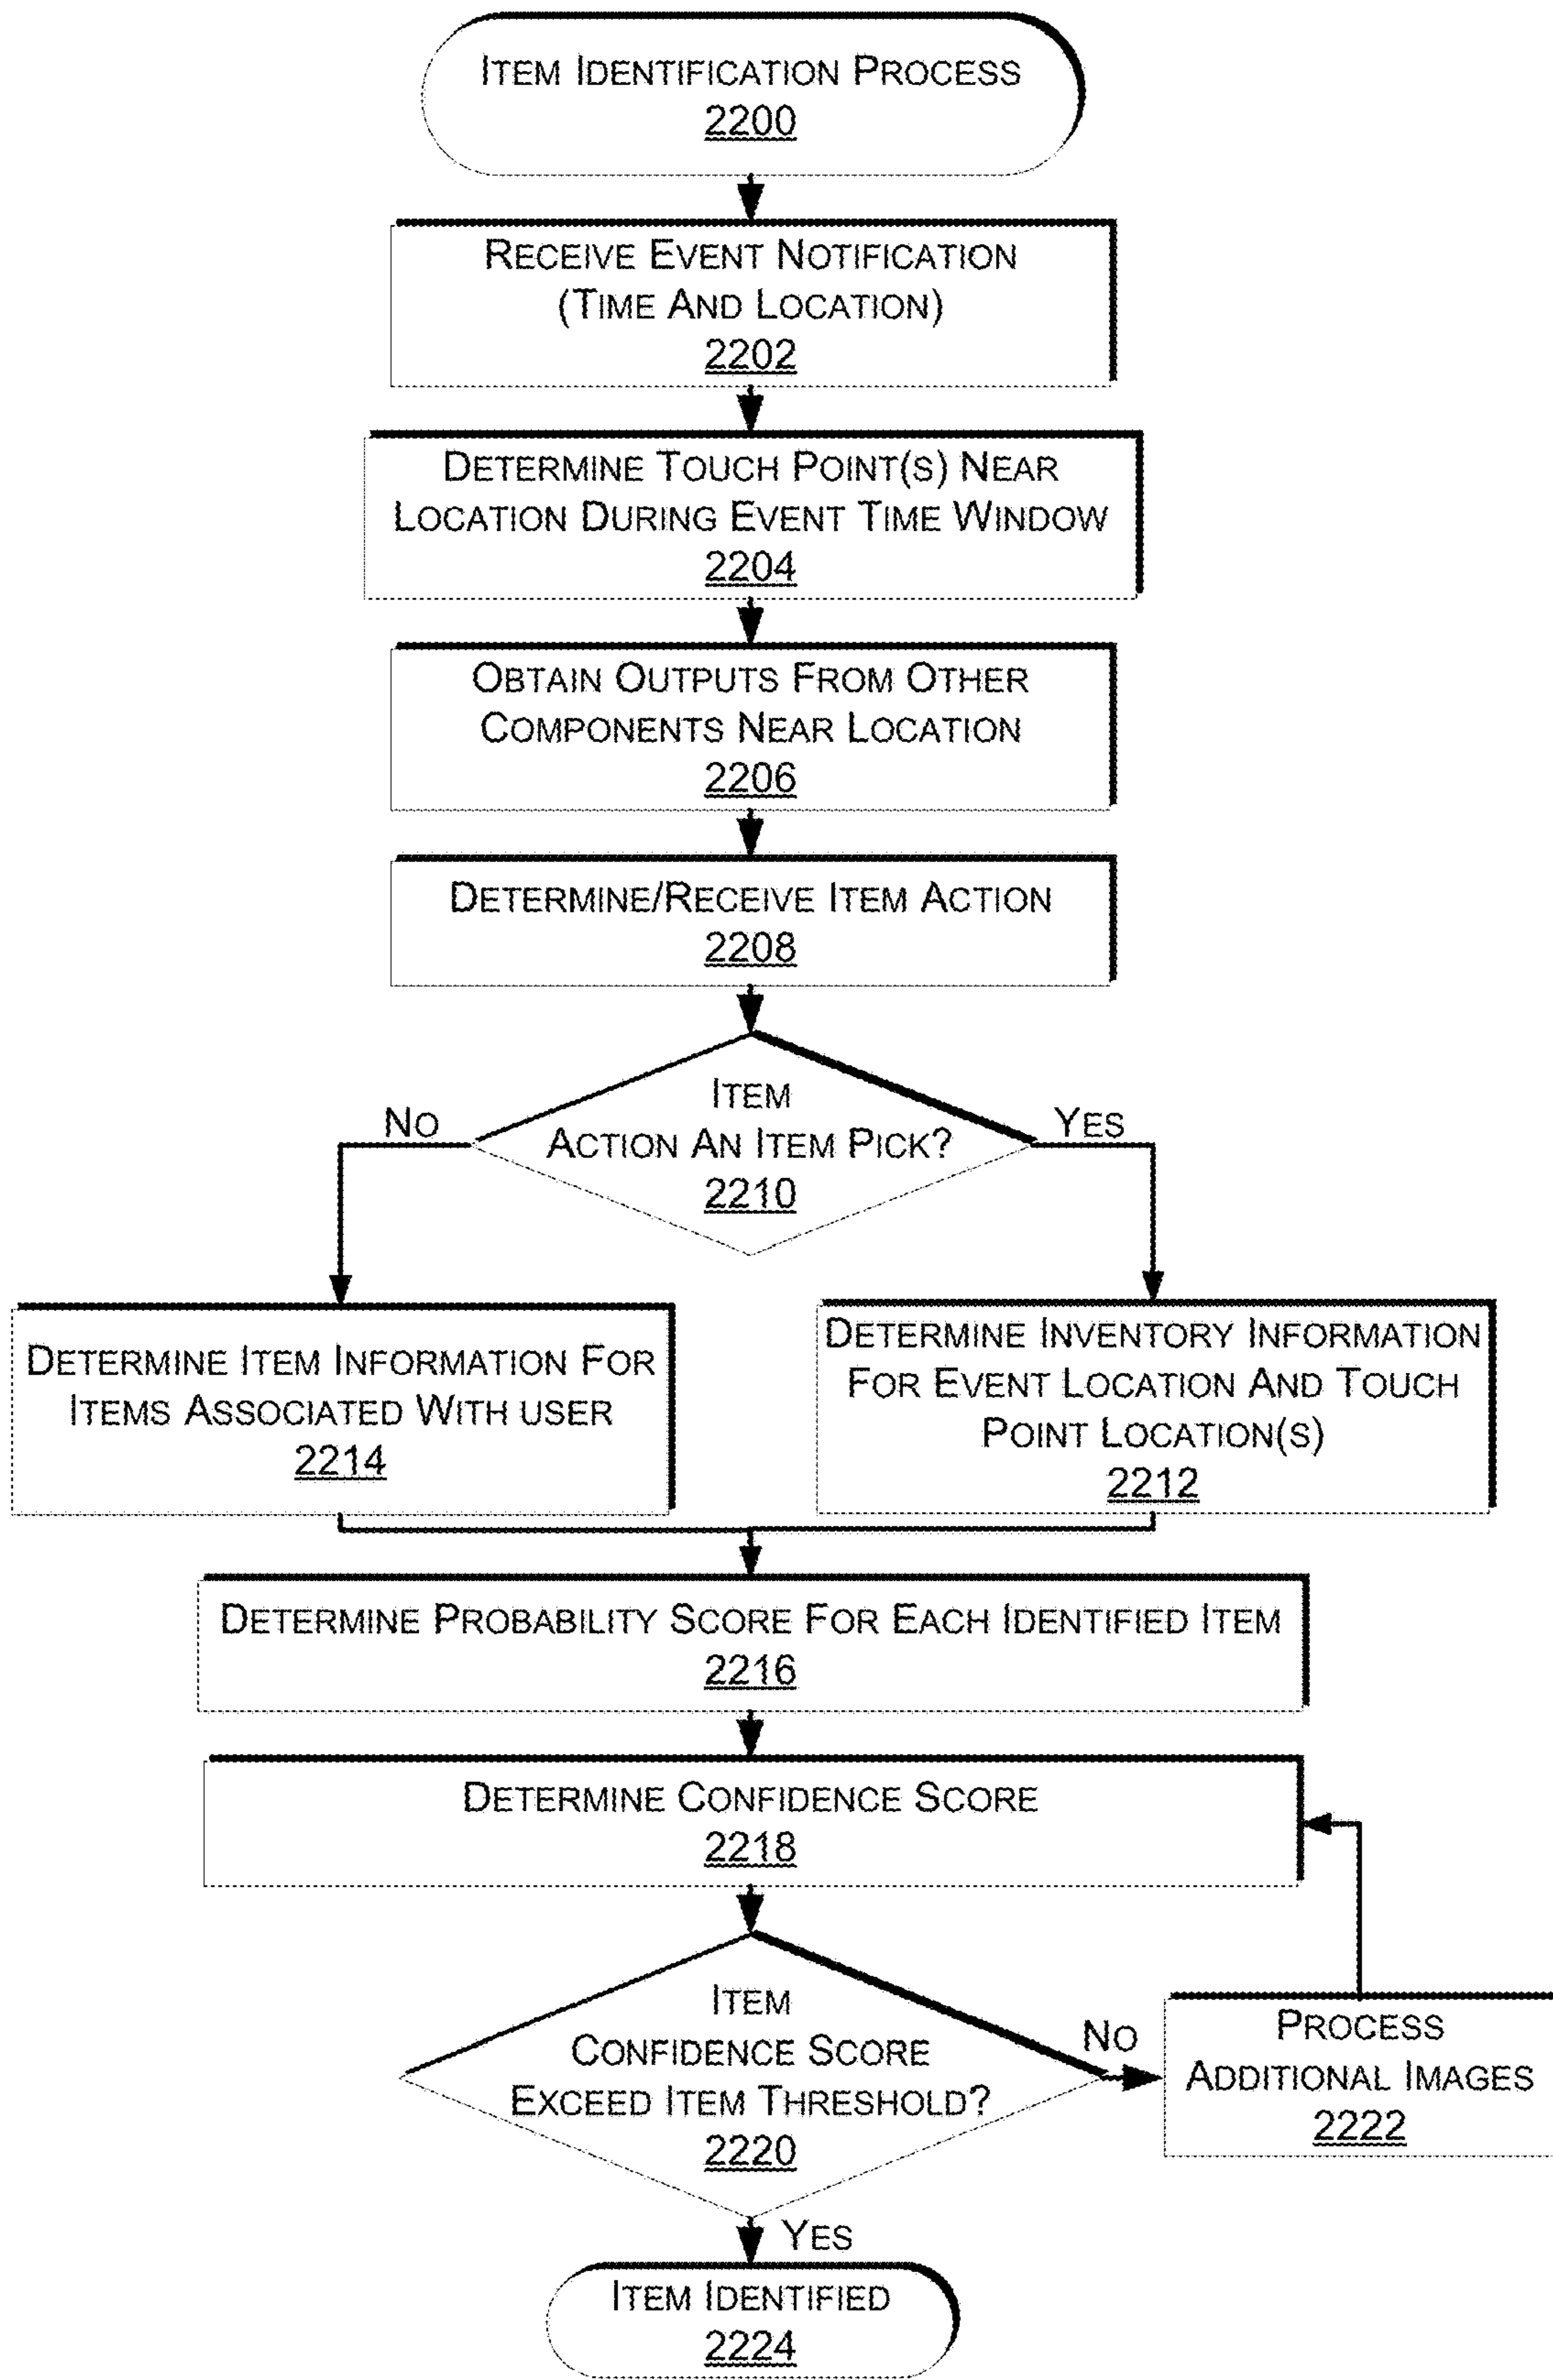 ITEM IDENTIFICATION PROCESS
2200
RECEIVE EVENT NOTIFICATION
(TIME AND LOCATION)
2202
DETERMINE TOUCH POINT(S) NEAR
LOCATION DURING EVENT TIME WINDOW
2204
OBTAIN OUTPUTS FROM OTHER
COMPONENTS NEAR LOCATION
2206
DETERMINE/RECEIVE ITEM ACTION
2208
ITEM
ACTION AN ITEM PICK?
2210
NO
YES
DETERMINE ITEM INFORMATION FOR
ITEMS ASSOCIATED WITH USER
2214
DETERMINE INVENTORY INFORMATION
FOR EVENT LOCATION AND TOUCH
POINT LOCATION(S)
2212
DETERMINE PROBABILITY SCORE FOR EACH IDENTIFIED ITEM
2216
DETERMINE CONFIDENCE SCORE
2218
ITEM
CONFIDENCE SCORE
EXCEED ITEM THRESHOLD?
2220
NO
PROCESS
ADDITIONAL IMAGES
2222
YES
ITEM IDENTIFIED
2224